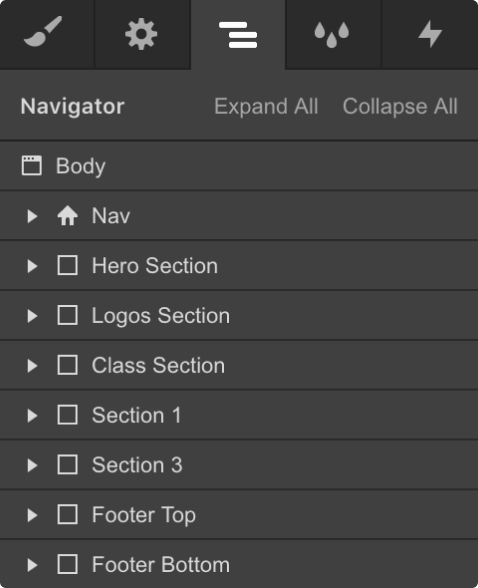 Navigator Expand All Collapse All
Body
Nav
Hero Section
Logos Section
Class Section
Section 1
Section 3
Footer Top
Footer Bottom